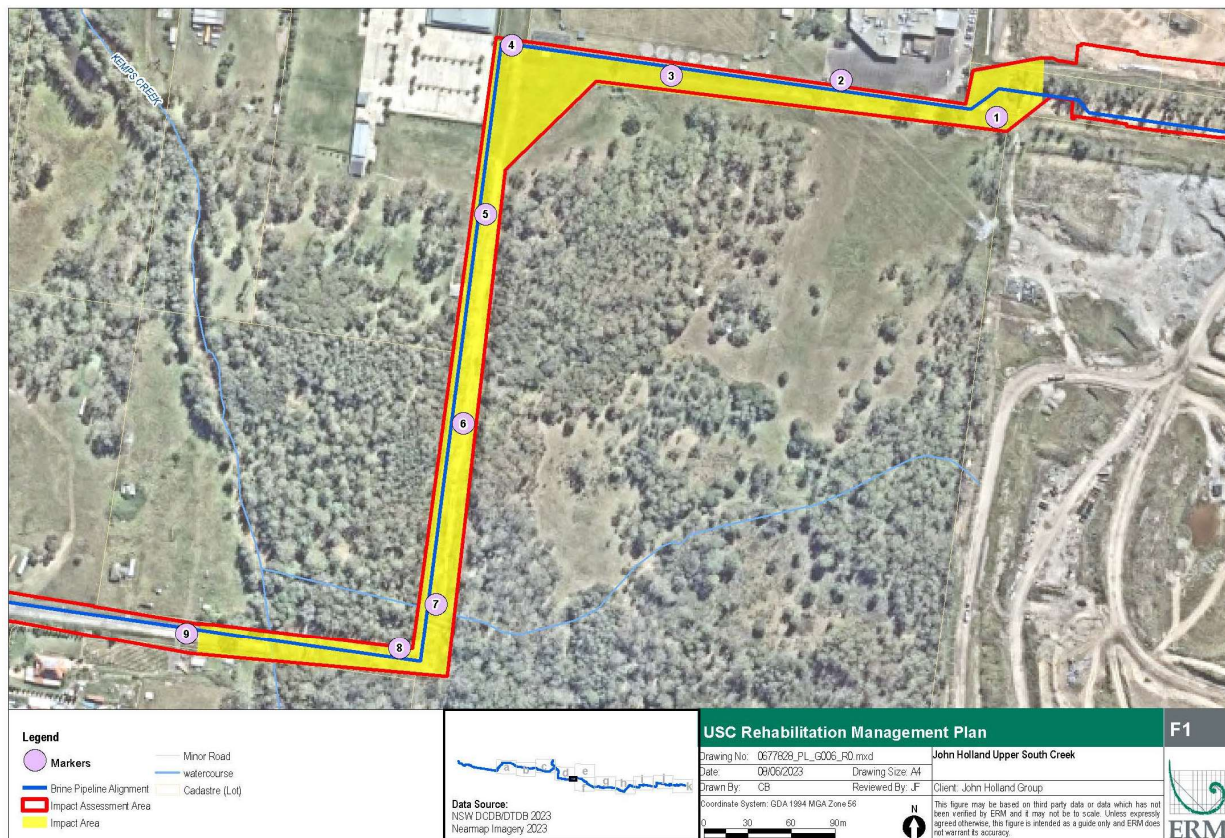 KEMPS CREEK
4
3
2
1
5
6
7
8
9
Legend
Markers
Brine Pipeline Alignment
Impact Assessment Area
Impact Area
Minor Road
watercourse
Cadastre (Lot)
a b c d e f g h i j k
Data Source:
NSW DCDB/DTDB 2023
Nearmap Imagery 2023
USC Rehabilitation Management Plan
F1
Drawing No: 0677828_PL_G006_R0.mxd
Date: 08/06/2023 Drawing Size: A4
Drawn By: CB Reviewed By: JF
Coordinate System: GDA 1994 MGA Zone 56
0 30 60 90m
N
John Holland Upper South Creek
Client: John Holland Group
This figure may be based on third party data or data which has not
been verified by ERM and it may not be to scale. Unless expressly
agreed otherwise, this figure is intended as a guide only and ERM does
not warrant its accuracy.
ERM